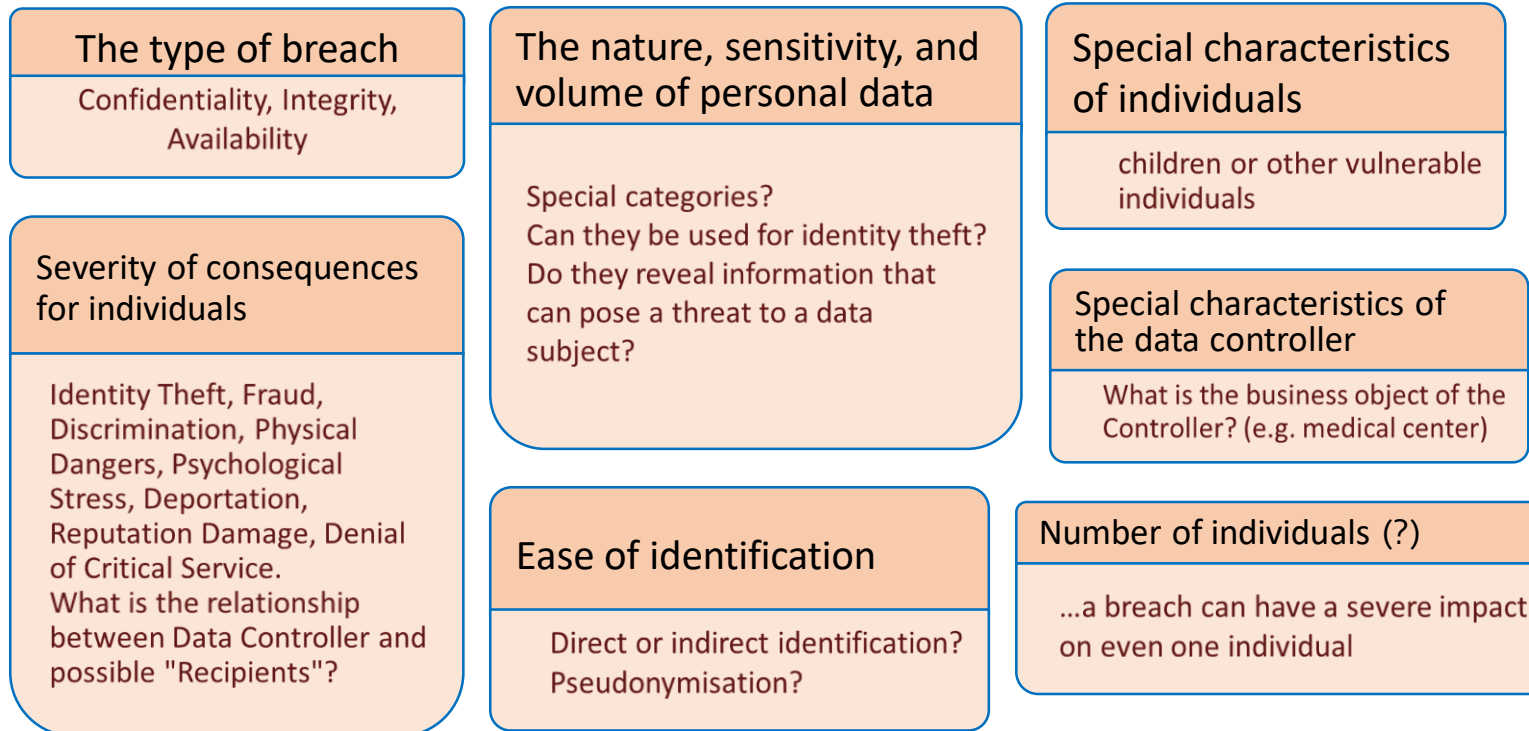 The type of breach
Confidentiality, Integrity,
Availability
Severity of consequences
for individuals
Identity Theft, Fraud,
Discrimination, Physical
Dangers, Psychological
Stress, Deportation,
Reputation Damage, Denial
of Critical Service.
What is the relationship
between Data Controller and
possible "Recipients"?
The nature, sensitivity, and
volume of personal data
Special categories?
Can they be used for identity theft?
Do they reveal information that
can pose a threat to a data
subject?
Ease of identification
Direct or indirect identification?
Pseudonymisation?
Special characteristics
of individuals
children or other vulnerable
individuals
Special characteristics of
the data controller
What is the business object of the
Controller? (e.g. medical center)
Number of individuals (?)
...a breach can have a severe impact
on even one individual